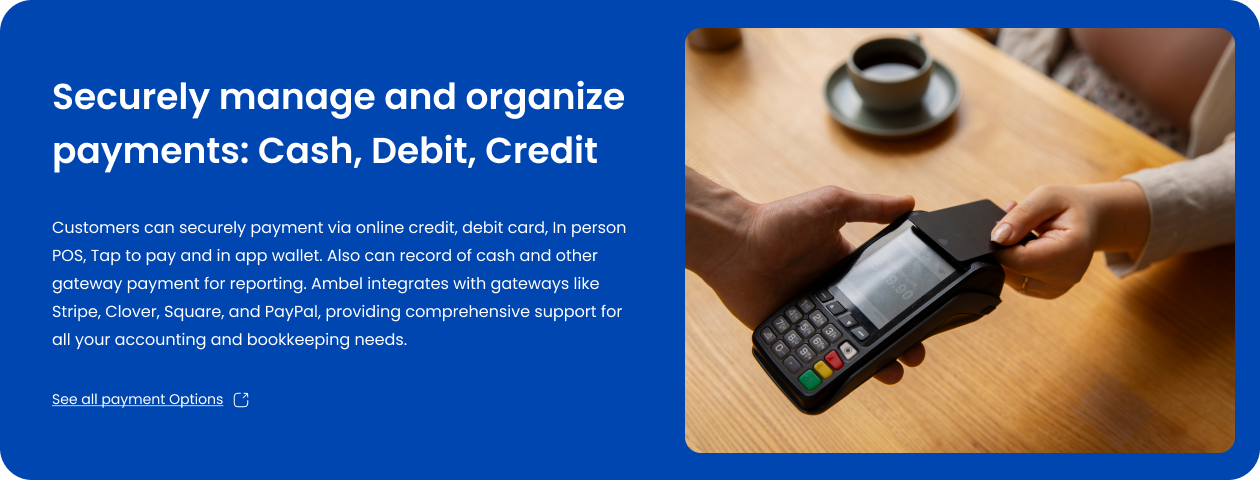 Securely manage and organize
payments: Cash, Debit, Credit
Customers can securely payment via online credit, debit card, In person
POS, Tap to pay and in app wallet. Also can record of cash and other
gateway payment for reporting. Ambel integrates with gateways like
Stripe, Clover, Square, and PayPal, providing comprehensive support for
all your accounting and bookkeeping needs.
See all payment Options